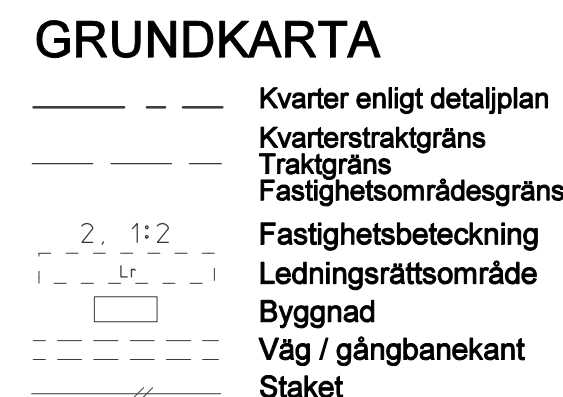 GRUNDKARTA
Kvarter enligt detaljplan
Kvarterstraktgräns
Traktgräns
Fastighetsområdesgräns
2, 1:2 Fastighetsbeteckning
Lr Ledningsrättsområde
Byggnad
Väg / gångbanekant
Staket